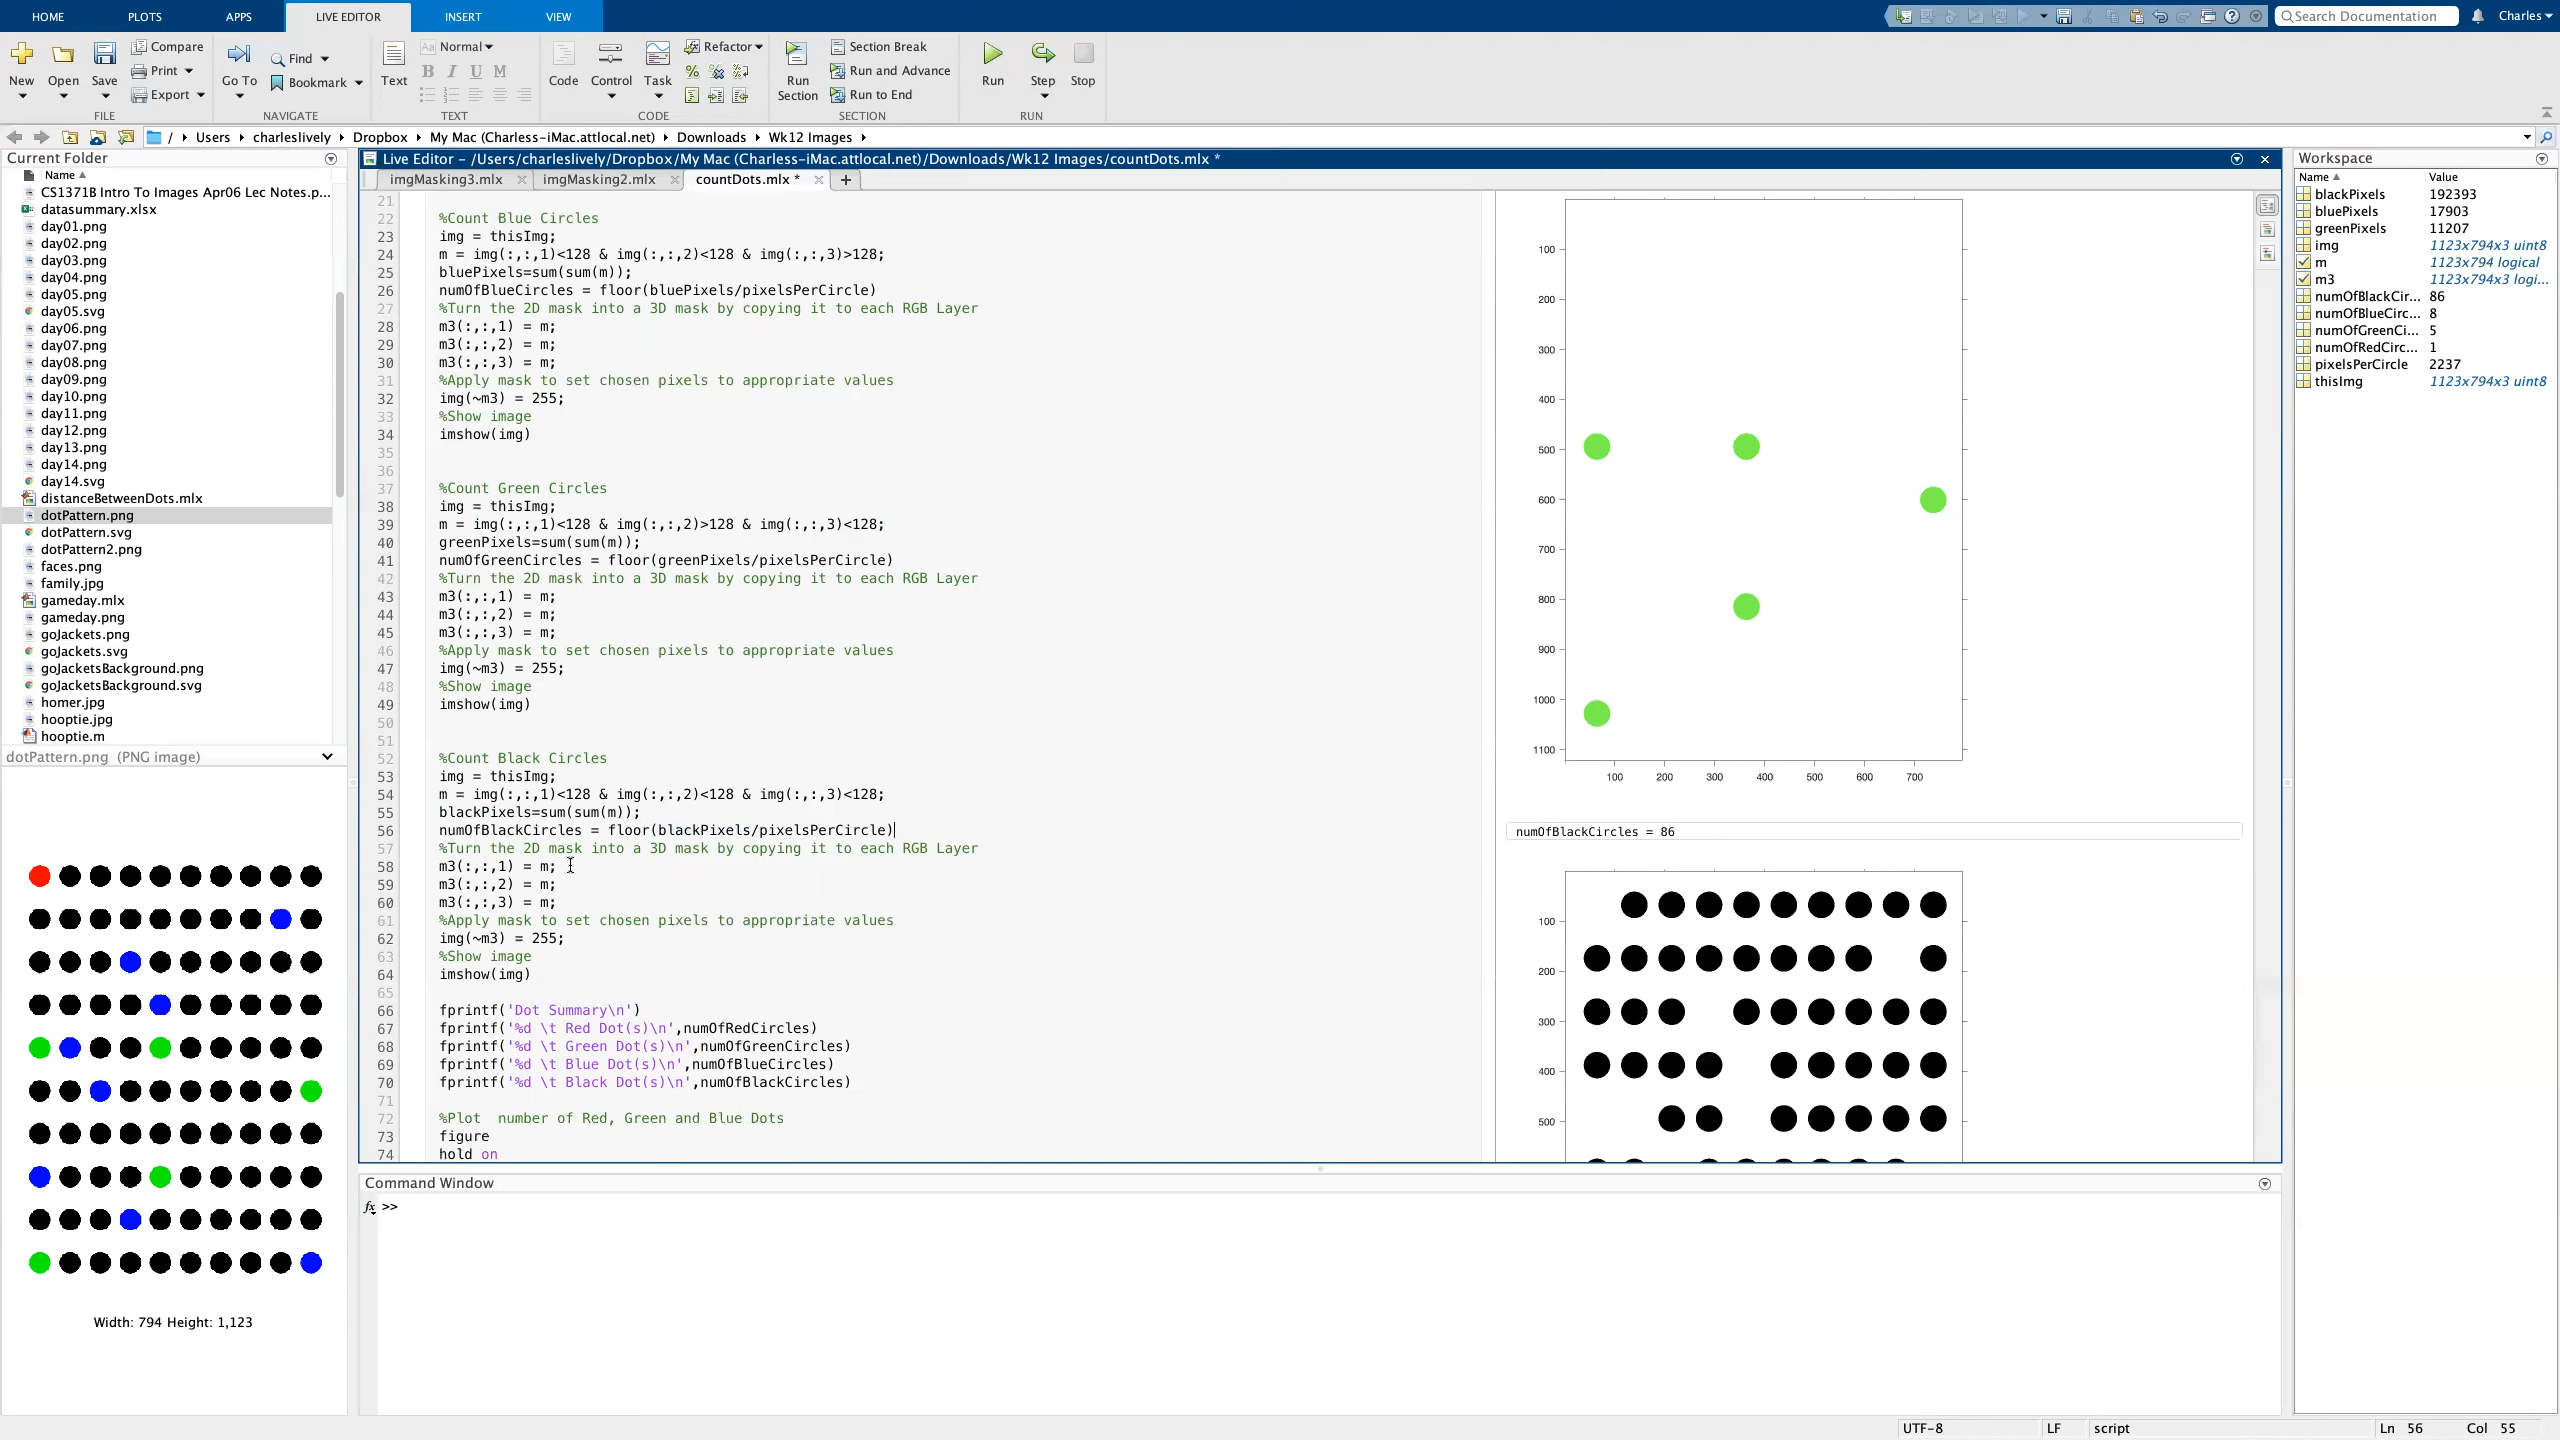 HOME PLOTS APPS LIVE EDITOR INSERT VIEW Search Documentation Charles
New Open Save Compare Print Export Go To Find Bookmark Text Aa Normal B I U M Code Control Task Refactor Run Section Section Break Run and Advance Run to End Run Step Stop
FILE NAVIGATE TEXT CODE SECTION RUN
/ Users charleslively Dropbox My Mac (Charless-iMac.attlocal.net) Downloads Wk12 Images
Current Folder
Name
CS1371B Intro To Images Apr06 Lec Notes.p...
datasummary.xlsx
day01.png
day02.png
day03.png
day04.png
day05.png
day05.svg
day06.png
day07.png
day08.png
day09.png
day10.png
day11.png
day12.png
day13.png
day14.png
day14.svg
distanceBetweenDots.mlx
dotPattern.png
dotPattern.svg
dotPattern2.png
faces.png
family.jpg
gameday.mlx
gameday.png
goJackets.png
goJackets.svg
goJacketsBackground.png
goJacketsBackground.svg
homer.jpg
hooptie.jpg
hooptie.m
dotPattern.png (PNG image)
Width: 794 Height: 1,123
Live Editor - /Users/charleslively/Dropbox/My Mac (Charless-iMac.attlocal.net)/Downloads/Wk12 Images/countDots.mlx *
imgMasking3.mlx imgMasking2.mlx countDots.mlx * +
21
22 %Count Blue Circles
23 img = thisImg;
24 m = img(:,:,1)<128 & img(:,:,2)<128 & img(:,:,3)>128;
25 bluePixels=sum(sum(m));
26 numOfBlueCircles = floor(bluePixels/pixelsPerCircle)
27 %Turn the 2D mask into a 3D mask by copying it to each RGB Layer
28 m3(:,:,1) = m;
29 m3(:,:,2) = m;
30 m3(:,:,3) = m;
31 %Apply mask to set chosen pixels to appropriate values
32 img(~m3) = 255;
33 %Show image
34 imshow(img)
35
36
37 %Count Green Circles
38 img = thisImg;
39 m = img(:,:,1)<128 & img(:,:,2)>128 & img(:,:,3)<128;
40 greenPixels=sum(sum(m));
41 numOfGreenCircles = floor(greenPixels/pixelsPerCircle)
42 %Turn the 2D mask into a 3D mask by copying it to each RGB Layer
43 m3(:,:,1) = m;
44 m3(:,:,2) = m;
45 m3(:,:,3) = m;
46 %Apply mask to set chosen pixels to appropriate values
47 img(~m3) = 255;
48 %Show image
49 imshow(img)
50
51
52 %Count Black Circles
53 img = thisImg;
54 m = img(:,:,1)<128 & img(:,:,2)<128 & img(:,:,3)<128;
55 blackPixels=sum(sum(m));
56 numOfBlackCircles = floor(blackPixels/pixelsPerCircle)
57 %Turn the 2D mask into a 3D mask by copying it to each RGB Layer
58 m3(:,:,1) = m;
59 m3(:,:,2) = m;
60 m3(:,:,3) = m;
61 %Apply mask to set chosen pixels to appropriate values
62 img(~m3) = 255;
63 %Show image
64 imshow(img)
65
66 fprintf('Dot Summary\n')
67 fprintf('%d \t Red Dot(s)\n',numOfRedCircles)
68 fprintf('%d \t Green Dot(s)\n',numOfGreenCircles)
69 fprintf('%d \t Blue Dot(s)\n',numOfBlueCircles)
70 fprintf('%d \t Black Dot(s)\n',numOfBlackCircles)
71
72 %Plot number of Red, Green and Blue Dots
73 figure
74 hold on
100
200
300
400
500
600
700
800
900
1000
1100
100 200 300 400 500 600 700
numOfBlackCircles = 86
100
200
300
400
500
Command Window
fx >>
Workspace
Name Value
blackPixels 192393
bluePixels 17903
greenPixels 11207
img 1123x794x3 uint8
m 1123x794 logical
m3 1123x794x3 logi...
numOfBlackCir... 86
numOfBlueCirc... 8
numOfGreenCi... 5
numOfRedCirc... 1
pixelsPerCircle 2237
thisImg 1123x794x3 uint8
UTF-8 LF script Ln 56 Col 55